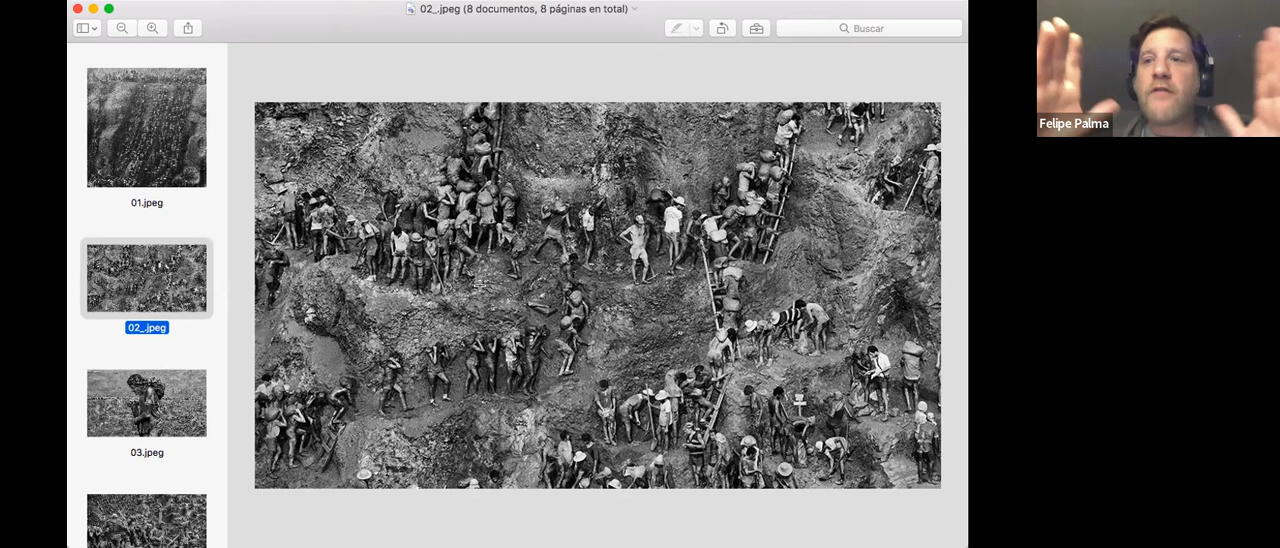 02_.jpeg (8 documentos, 8 páginas en total)
Buscar
01.jpeg
02_.jpeg
03.jpeg
Felipe Palma